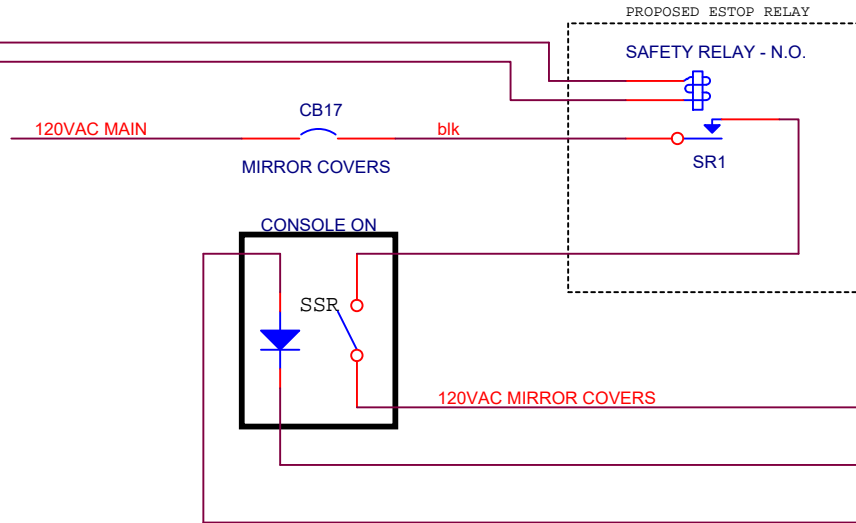 PROPOSED ESTOP RELAY
SAFETY RELAY - N.O.
CB17
120VAC MAIN
blk
MIRROR COVERS
SR1
CONSOLE ON
SSR
120VAC MIRROR COVERS